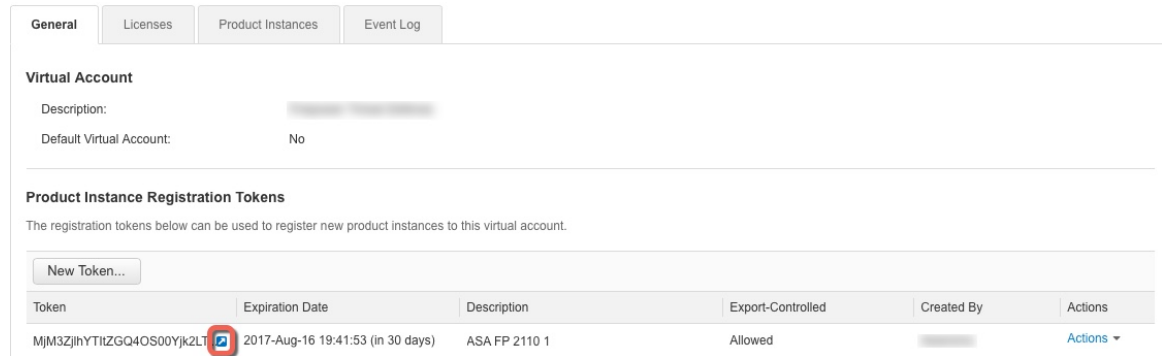 General Licenses Product Instances Event Log
Virtual Account
Description:
Default Virtual Account: No
Product Instance Registration Tokens
The registration tokens below can be used to register new product instances to this virtual account.
New Token...
Token Expiration Date Description Export-Controlled Created By Actions
MjM3ZjlhYTItZGQ4OS00Yjk2LT 2017-Aug-16 19:41:53 (in 30 days) ASA FP 2110 1 Allowed Actions